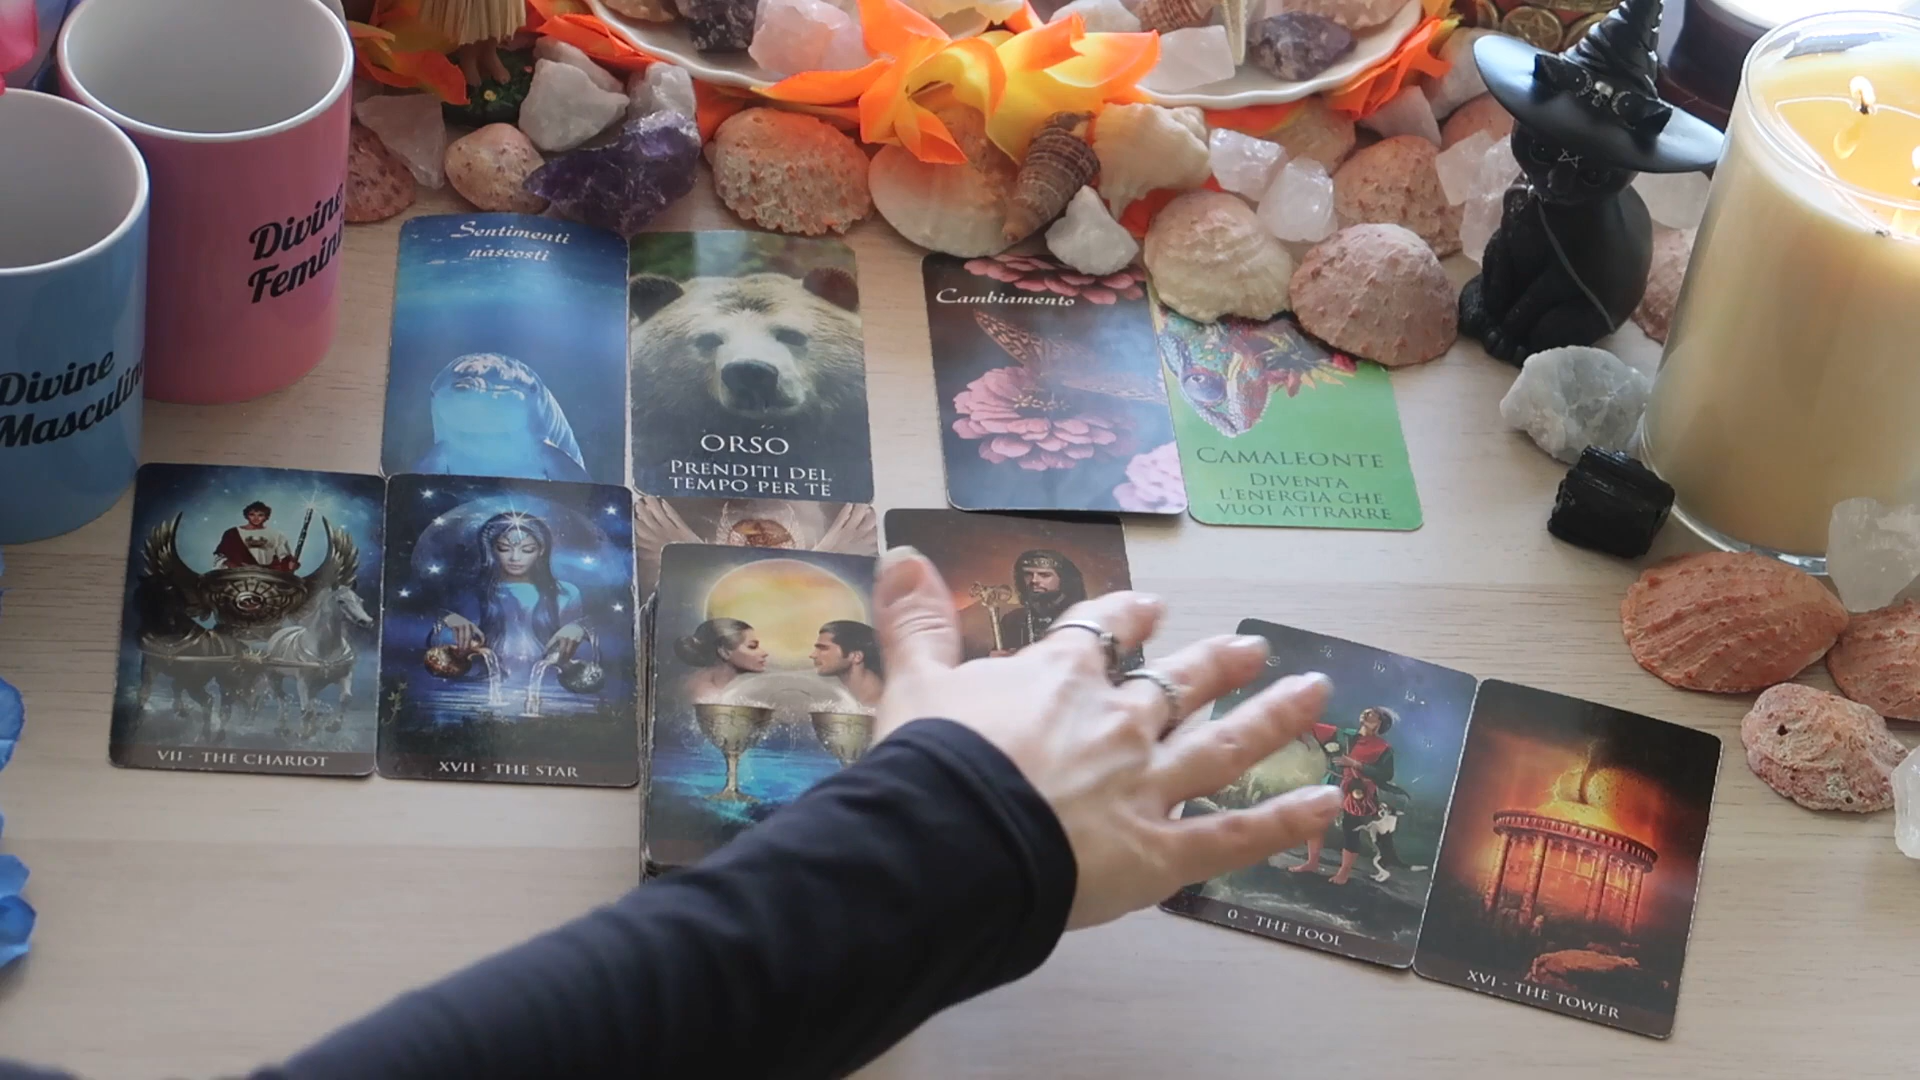 Divine
Feminine
Divine
Masculine
Sentimenti
nascosti
ORSO
PRENDITI DEL
TEMPO PER TE
Cambiamento
CAMALEONTE
DIVENTA
L'ENERGIA CHE
VUOI ATTRARRE
VII - THE CHARIOT
XVII - THE STAR
0 - THE FOOL
XVI - THE TOWER